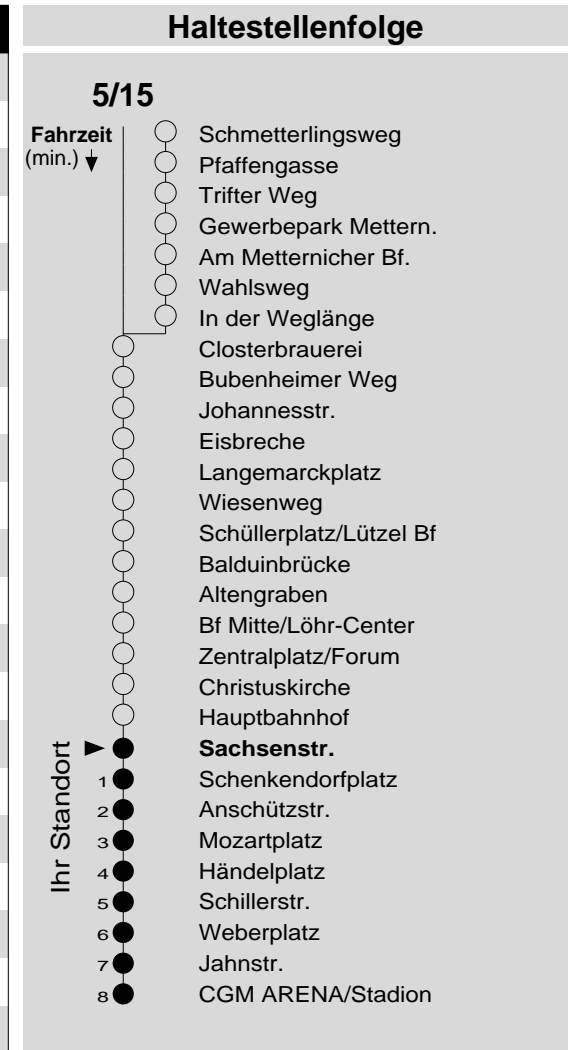 Haltestellenfolge
5/15
Fahrzeit
(min.)
Schmetterlingsweg
Pfaffengasse
Trifter Weg
Gewerbepark Mettern.
Am Metternicher Bf.
Wahlsweg
In der Weglänge
Closterbrauerei
Bubenheimer Weg
Johannesstr.
Eisbreche
Langemarckplatz
Wiesenweg
Schüllerplatz/Lützel Bf
Balduinbrücke
Altengraben
Bf Mitte/Löhr-Center
Zentralplatz/Forum
Christuskirche
Hauptbahnhof
Ihr Standort
Sachsenstr.
1 Schenkendorfplatz
2 Anschützstr.
3 Mozartplatz
4 Händelplatz
5 Schillerstr.
6 Weberplatz
7 Jahnstr.
8 CGM ARENA/Stadion